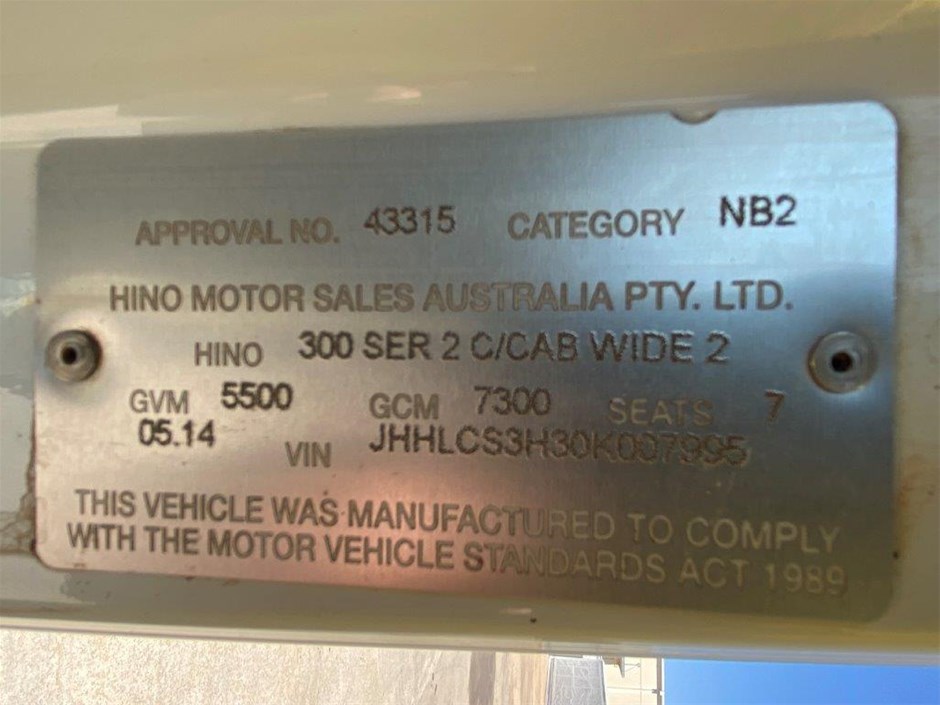 APPROVAL NO. 43315 CATEGORY NB2
HINO MOTOR SALES AUSTRALIA PTY. LTD.
HINO 300 SER 2 C/CAB WIDE 2
GVM 5500 GCM 7300 SEATS 7
05.14 VIN JHHLCS3H30K007995
THIS VEHICLE WAS MANUFACTURED TO COMPLY
WITH THE MOTOR VEHICLE STANDARDS ACT 1989